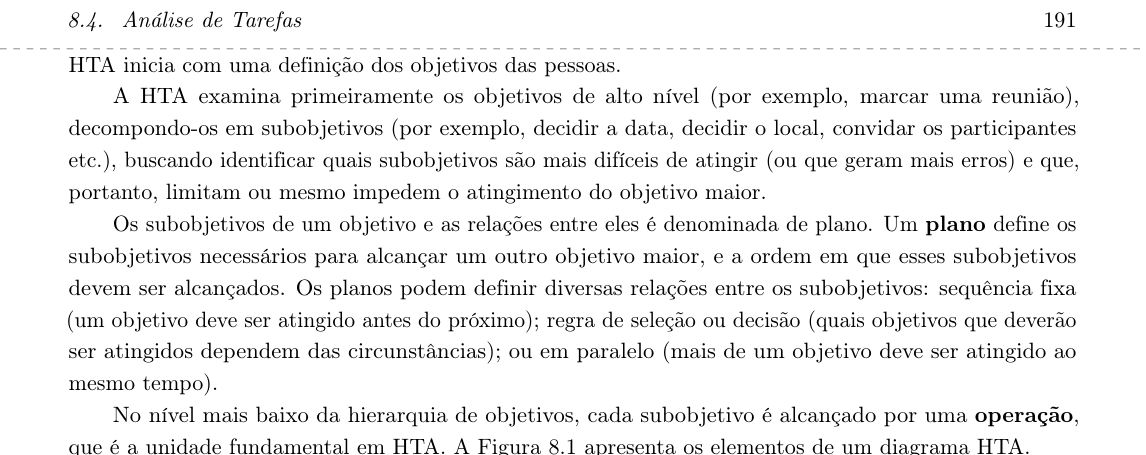 8.4. Análise de Tarefas 191
HTA inicia com uma definição dos objetivos das pessoas.
A HTA examina primeiramente os objetivos de alto nível (por exemplo, marcar uma reunião),
decompondo-os em subobjetivos (por exemplo, decidir a data, decidir o local, convidar os participantes
etc.), buscando identificar quais subobjetivos são mais difíceis de atingir (ou que geram mais erros) e que,
portanto, limitam ou mesmo impedem o atingimento do objetivo maior.
Os subobjetivos de um objetivo e as relações entre eles é denominada de plano. Um plano define os
subobjetivos necessários para alcançar um outro objetivo maior, e a ordem em que esses subobjetivos
devem ser alcançados. Os planos podem definir diversas relações entre os subobjetivos: sequência fixa
(um objetivo deve ser atingido antes do próximo); regra de seleção ou decisão (quais objetivos que deverão
ser atingidos dependem das circunstâncias); ou em paralelo (mais de um objetivo deve ser atingido ao
mesmo tempo).
No nível mais baixo da hierarquia de objetivos, cada subobjetivo é alcançado por uma operação,
que é a unidade fundamental em HTA. A Figura 8.1 apresenta os elementos de um diagrama HTA.